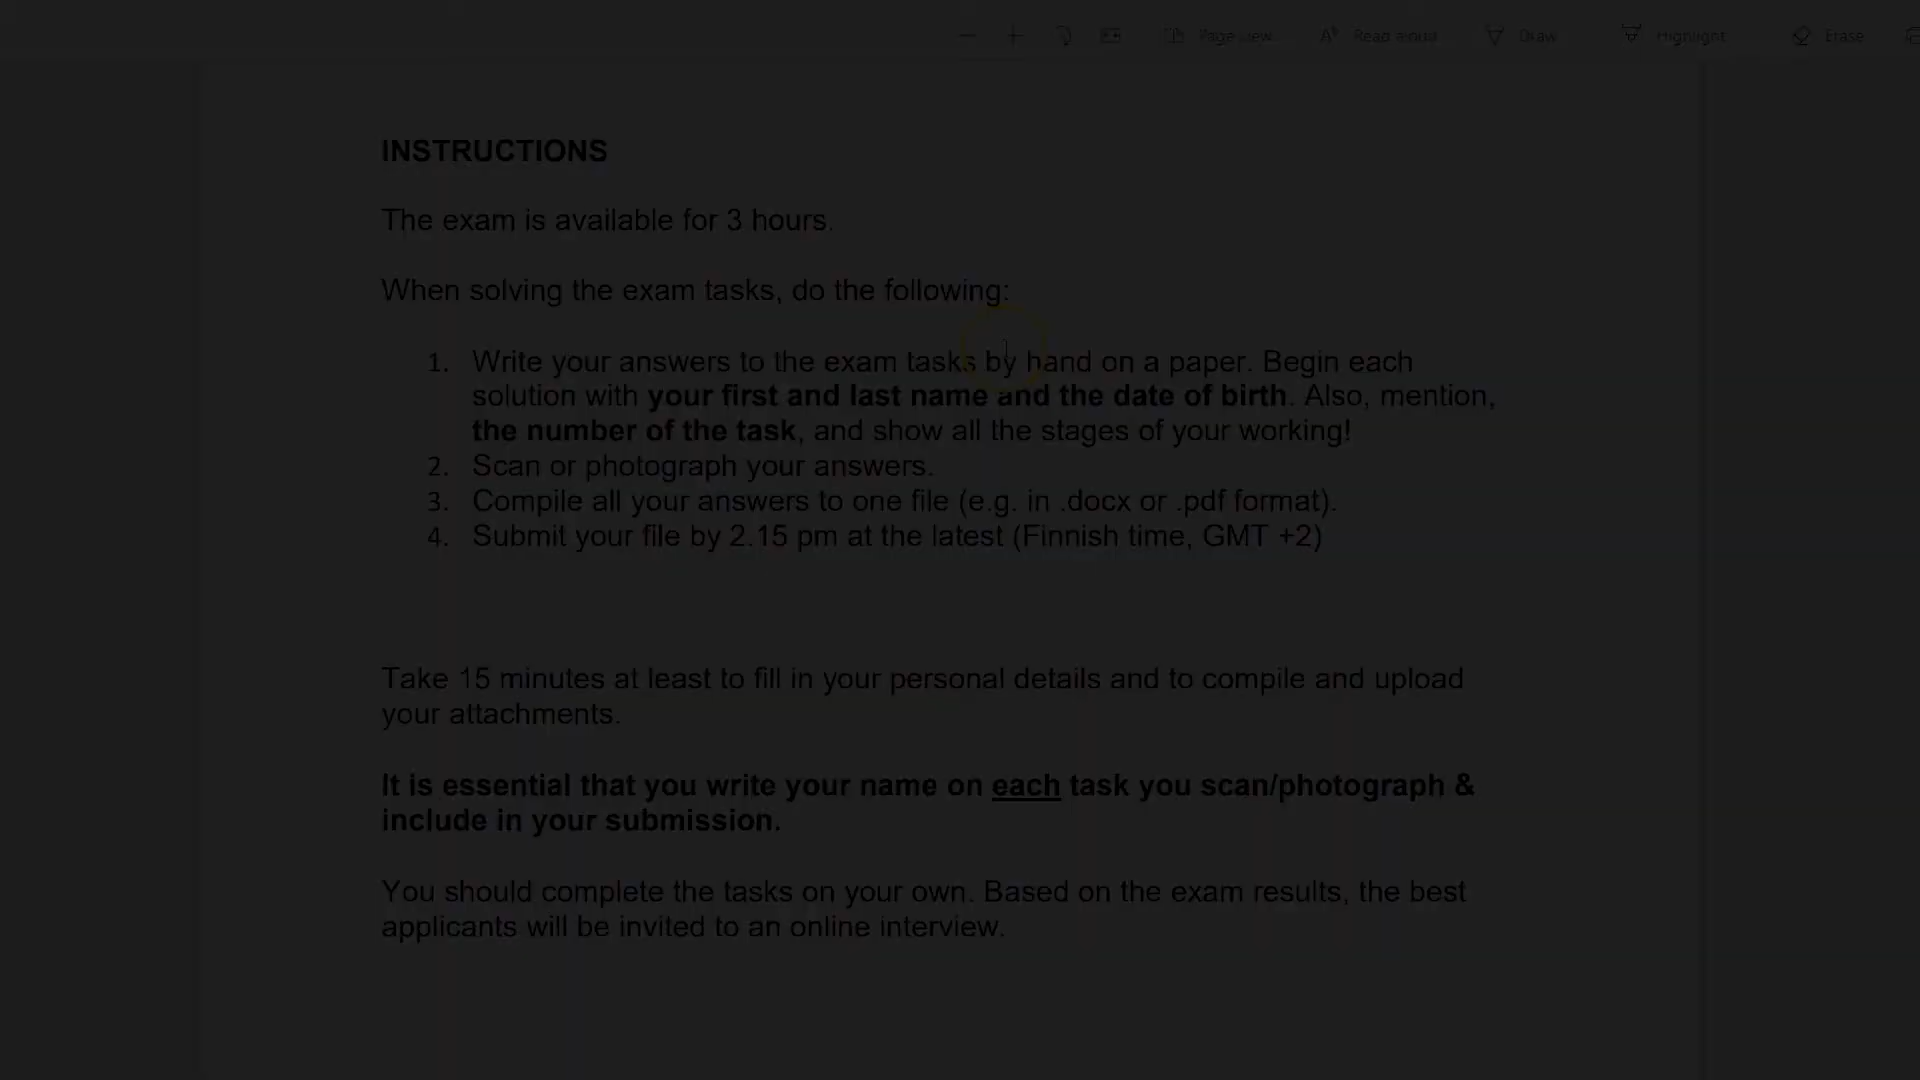 Page view Read aloud Draw Highlight Erase
INSTRUCTIONS
The exam is available for 3 hours.
When solving the exam tasks, do the following:
1. Write your answers to the exam tasks by hand on a paper. Begin each
solution with your first and last name and the date of birth. Also, mention,
the number of the task, and show all the stages of your working!
2. Scan or photograph your answers.
3. Compile all your answers to one file (e.g. in .docx or .pdf format).
4. Submit your file by 2.15 pm at the latest (Finnish time, GMT +2)
Take 15 minutes at least to fill in your personal details and to compile and upload
your attachments.
It is essential that you write your name on each task you scan/photograph &
include in your submission.
You should complete the tasks on your own. Based on the exam results, the best
applicants will be invited to an online interview.